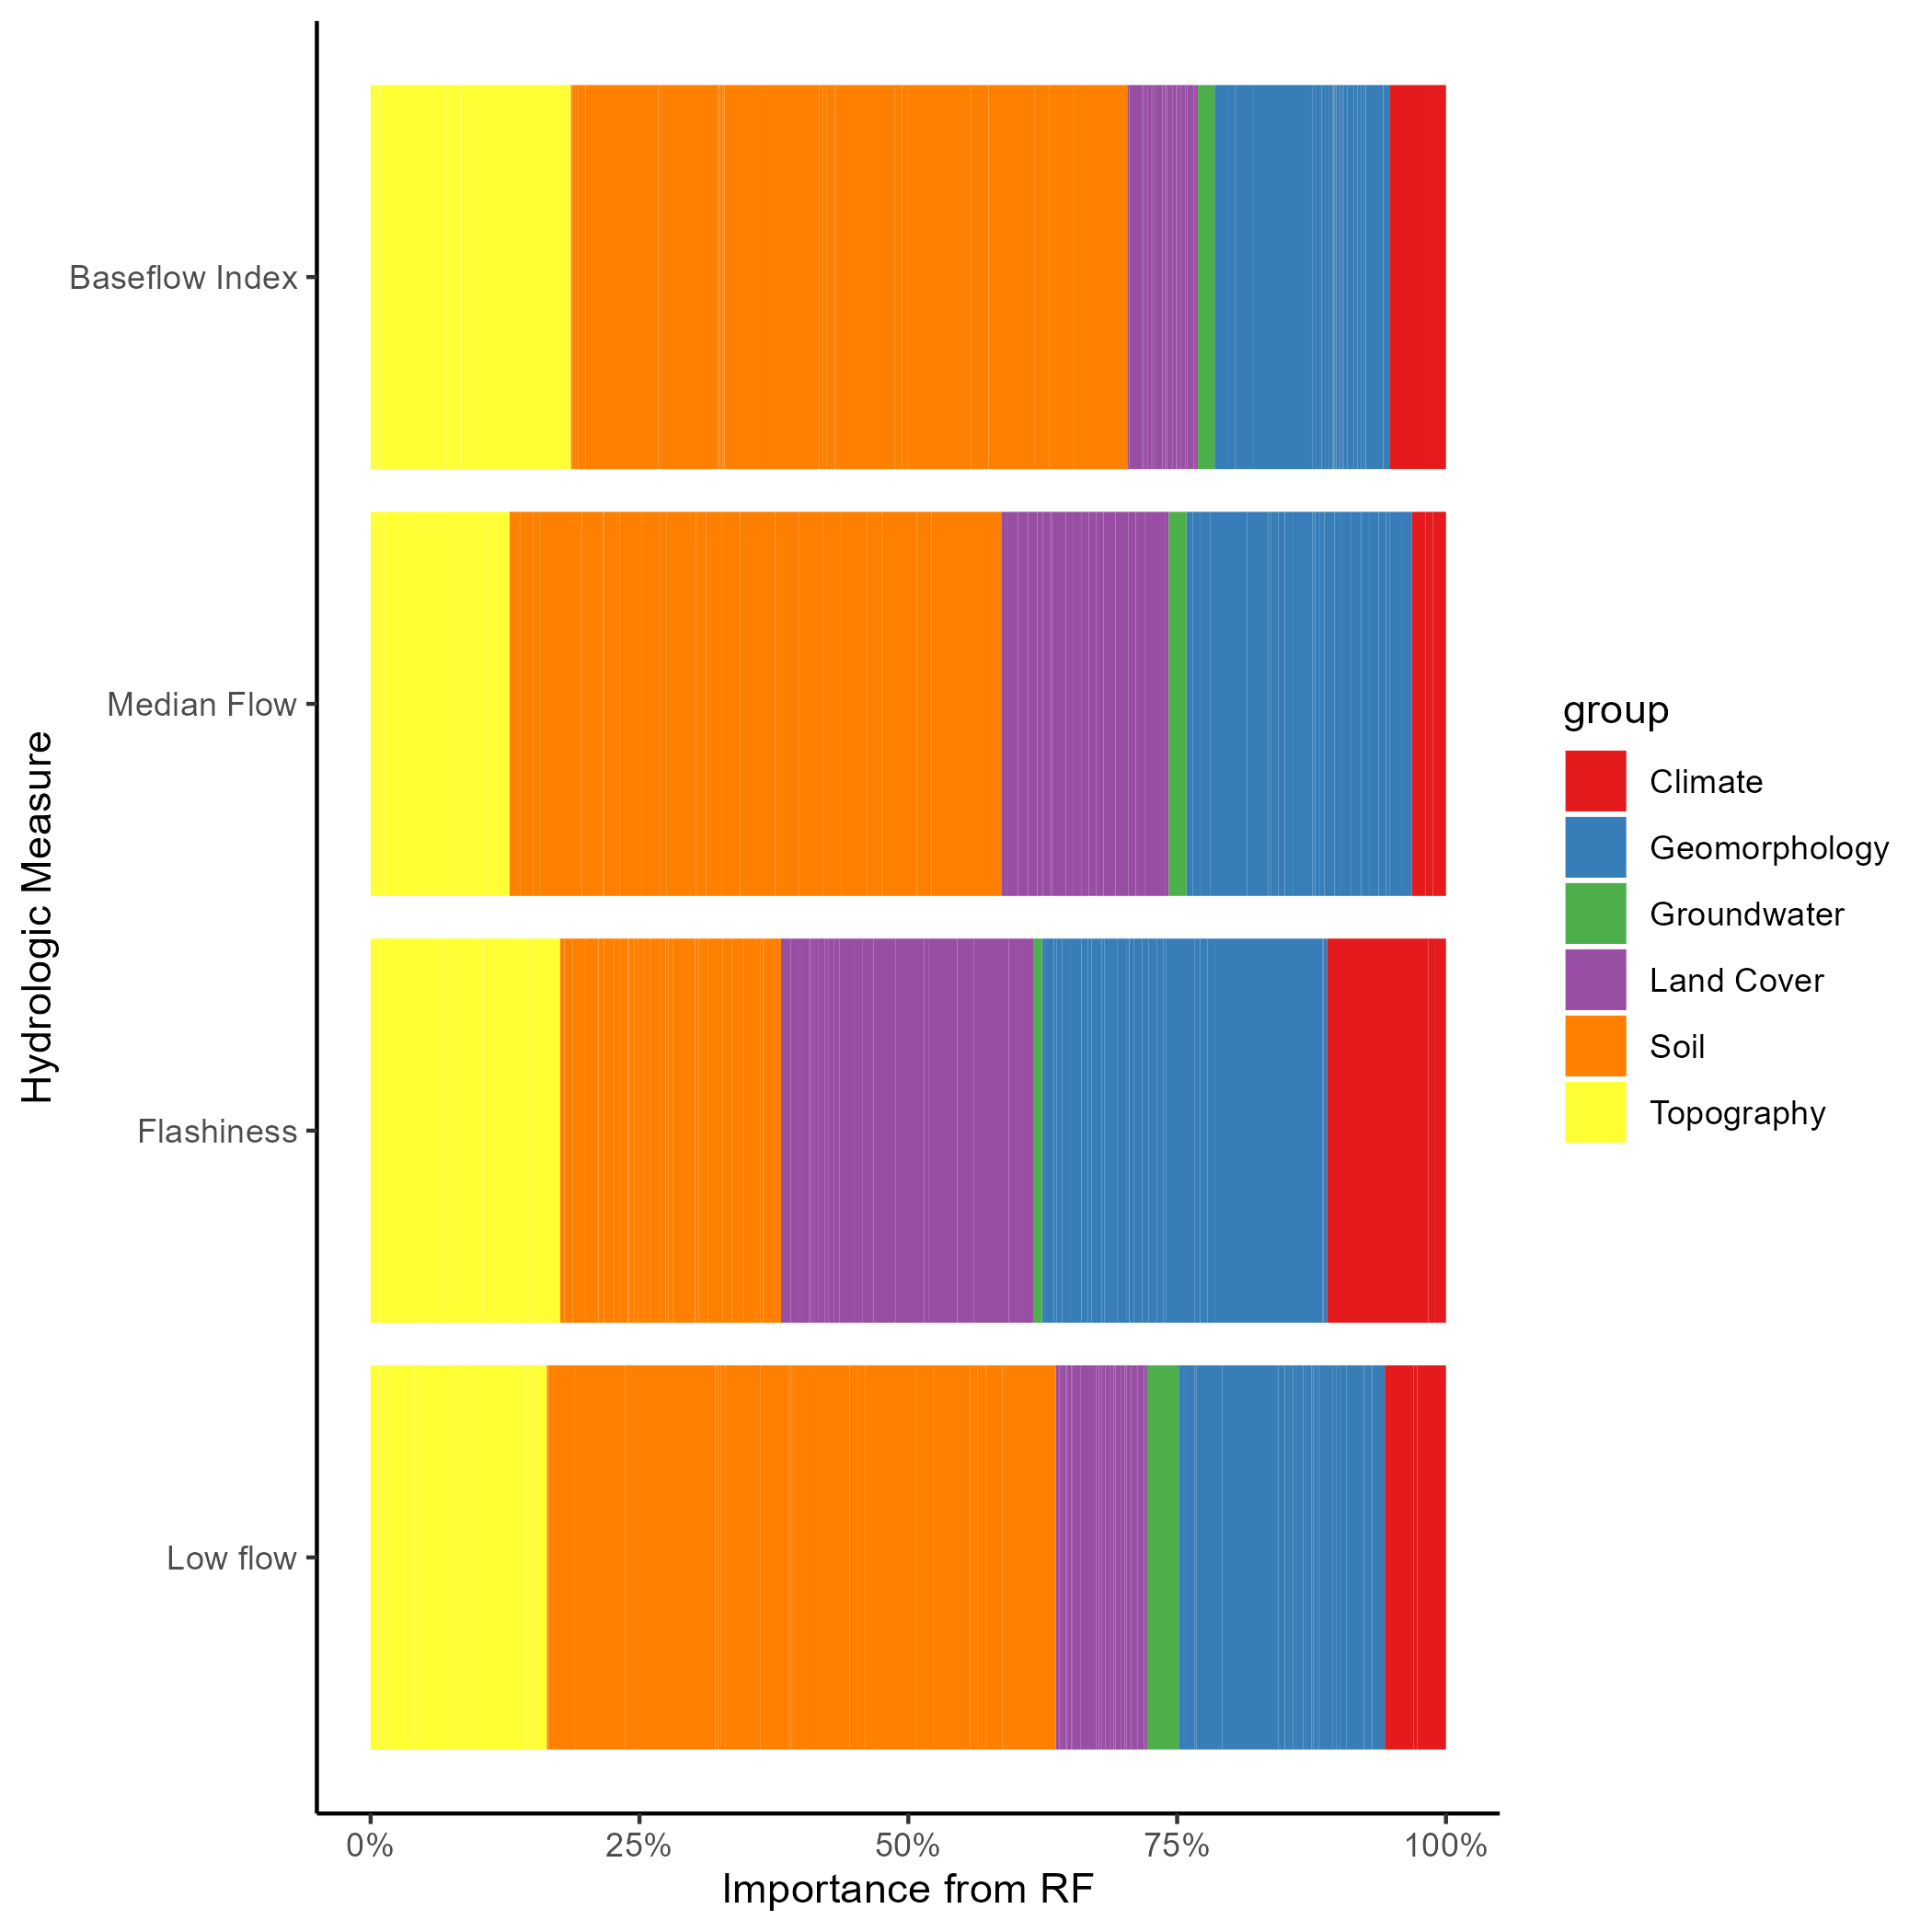 Hydrologic Measure
Baseflow Index
Median Flow
Flashiness
Low flow
0% 25% 50% 75% 100%
Importance from RF
group
Climate
Geomorphology
Groundwater
Land Cover
Soil
Topography